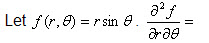 Let f(r,θ) = r sin θ. ∂²f/∂r∂θ =